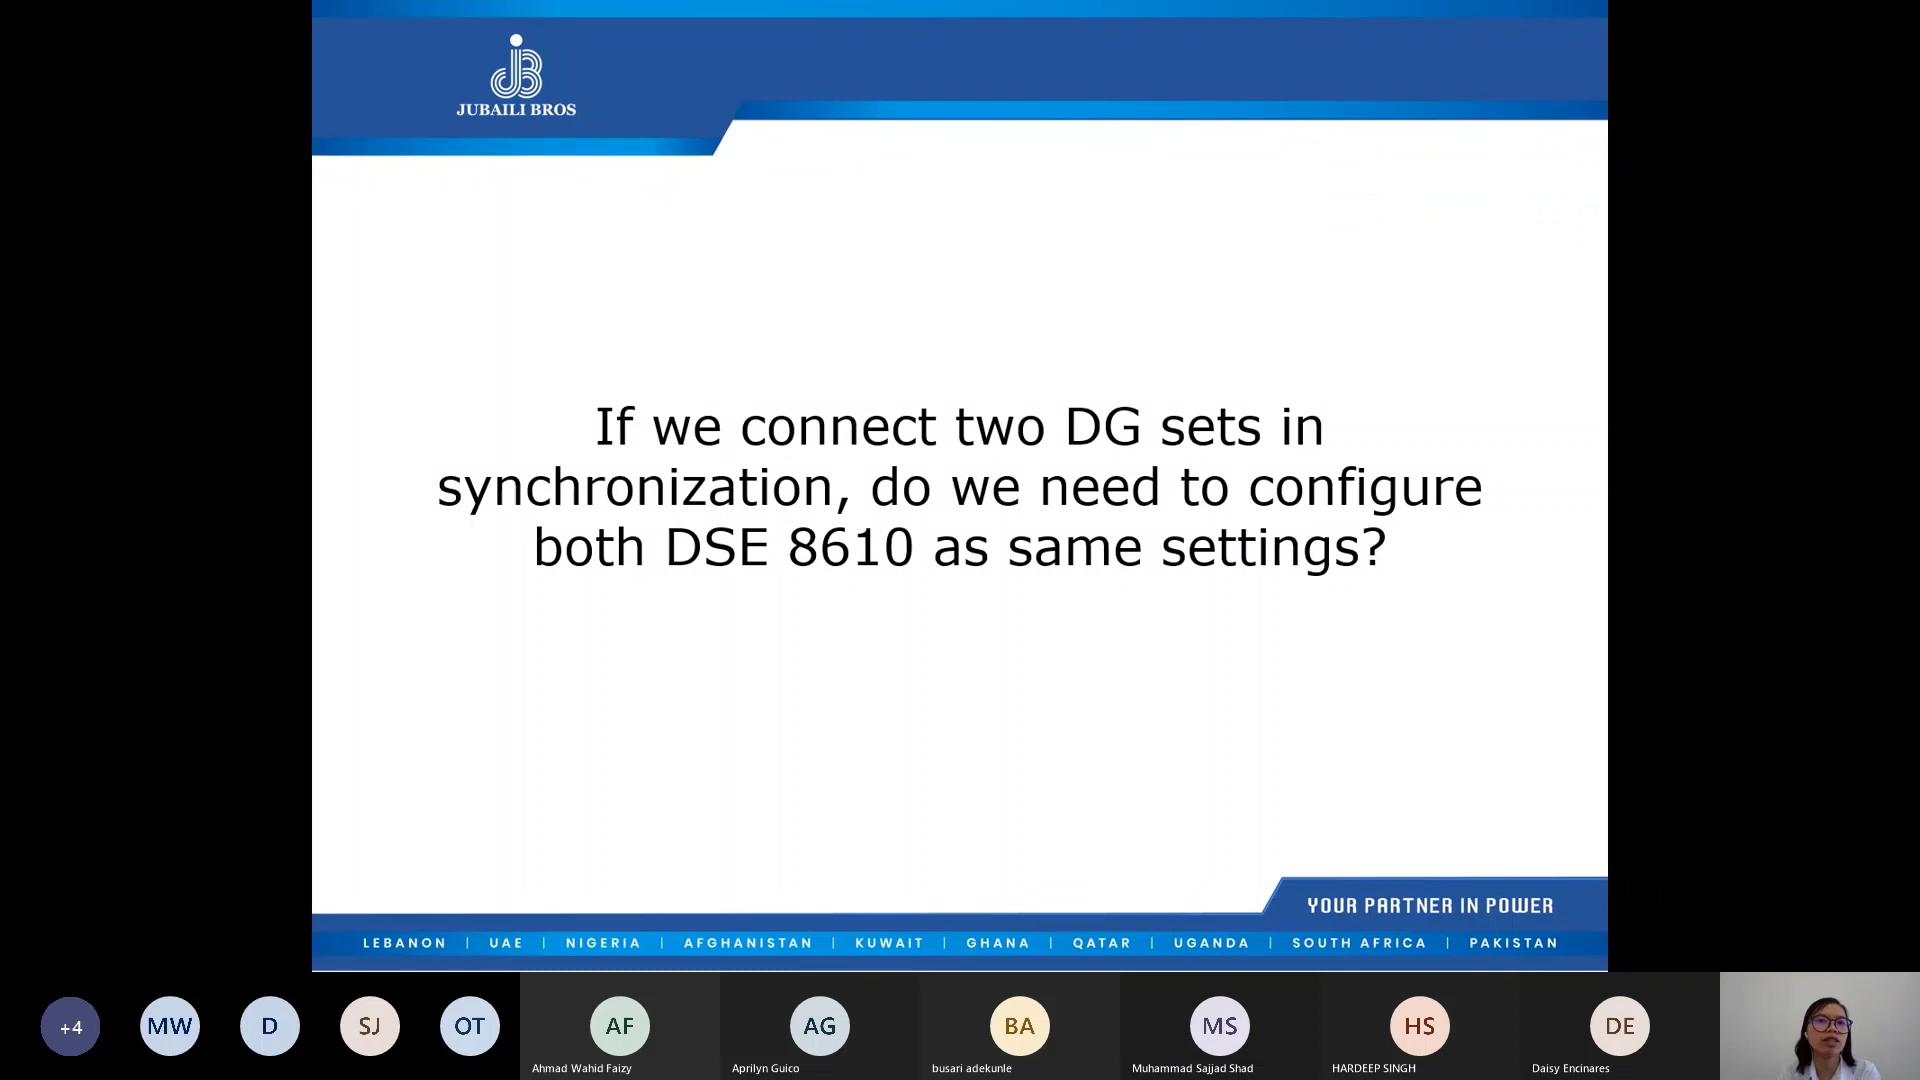 JUBAILI BROS
If we connect two DG sets in
synchronization, do we need to configure
both DSE 8610 as same settings?
YOUR PARTNER IN POWER
LEBANON | UAE | NIGERIA | AFGHANISTAN | KUWAIT | GHANA | QATAR | UGANDA | SOUTH AFRICA | PAKISTAN
+4 MW D SJ OT AF AG BA MS HS DE
Ahmad Wahid Faizy Aprilyn Guico busari adekunle Muhammad Sajjad Shad HARDEEP SINGH Daisy Encinares